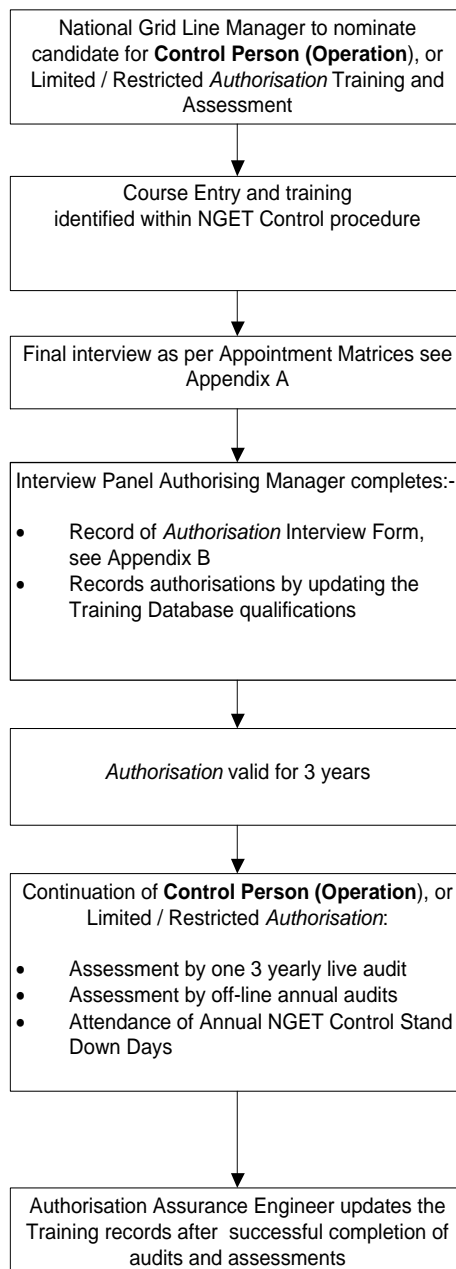 National Grid Line Manager to nominate
candidate for Control Person (Operation), or
Limited / Restricted Authorisation Training and
Assessment
Course Entry and training
identified within NGET Control procedure
Final interview as per Appointment Matrices see
Appendix A
Interview Panel Authorising Manager completes:-
• Record of Authorisation Interview Form,
see Appendix B
• Records authorisations by updating the
Training Database qualifications
Authorisation valid for 3 years
Continuation of Control Person (Operation), or
Limited / Restricted Authorisation:
• Assessment by one 3 yearly live audit
• Assessment by off-line annual audits
• Attendance of Annual NGET Control Stand
Down Days
Authorisation Assurance Engineer updates the
Training records after successful completion of
audits and assessments